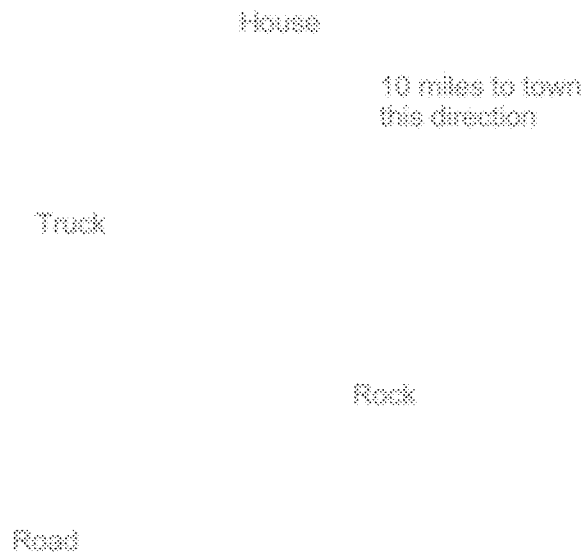 House
10 miles to town
this direction
Truck
Rock
Road